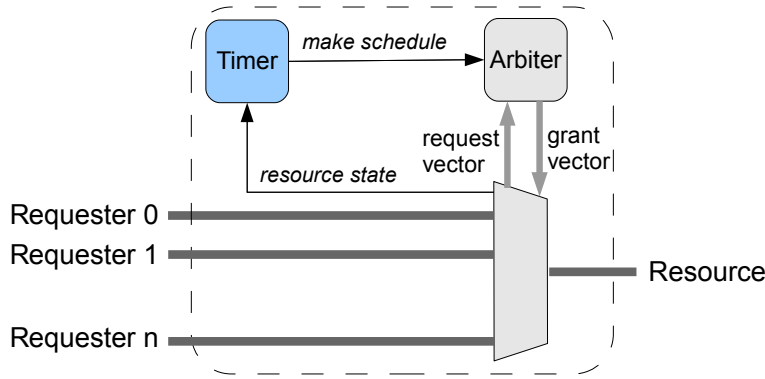 make schedule
Timer
Arbiter
request
vector
grant
vector
resource state
Requester 0
Requester 1
Resource
Requester n